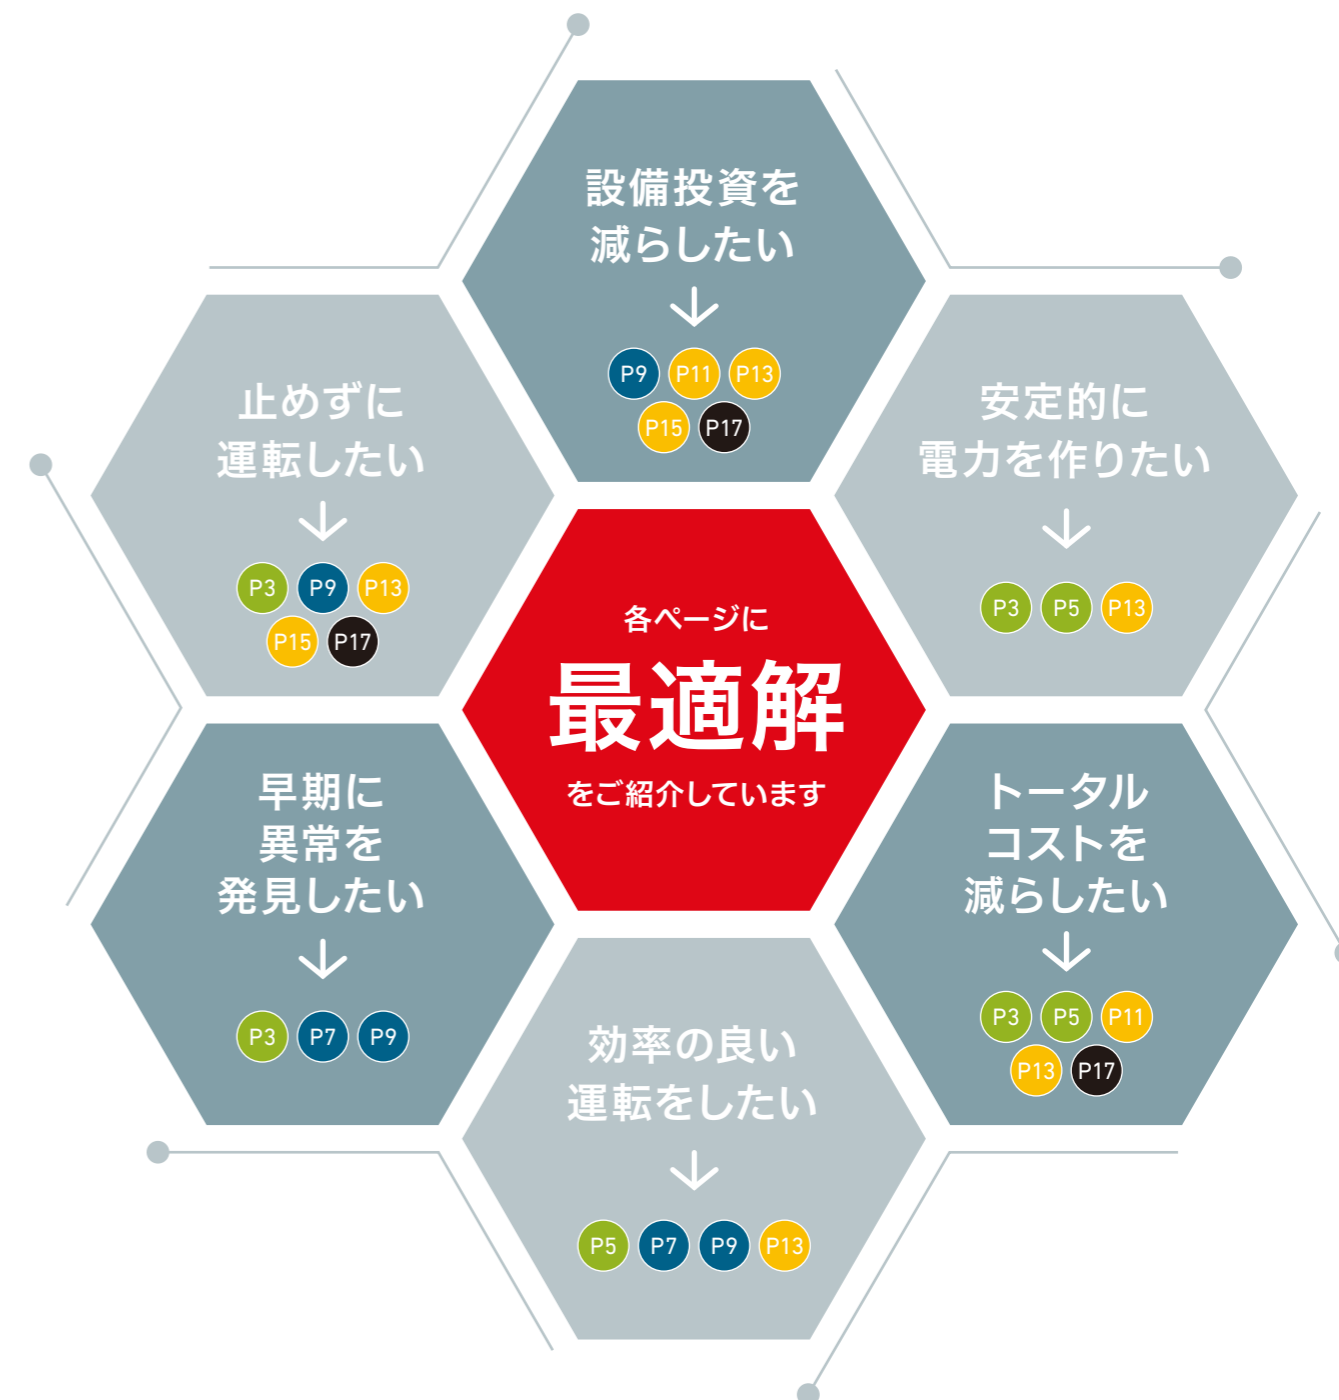 設備投資を
減らしたい
P9 P11 P13
P15 P17
止めずに
運転したい
P3 P9 P13
P15 P17
安定的に
電力を作りたい
P3 P5 P13
各ページに
最適解
をご紹介しています
早期に
異常を
発見したい
P3 P7 P9
トータル
コストを
減らしたい
P3 P5 P11
P13 P17
効率の良い
運転をしたい
P5 P7 P9 P13